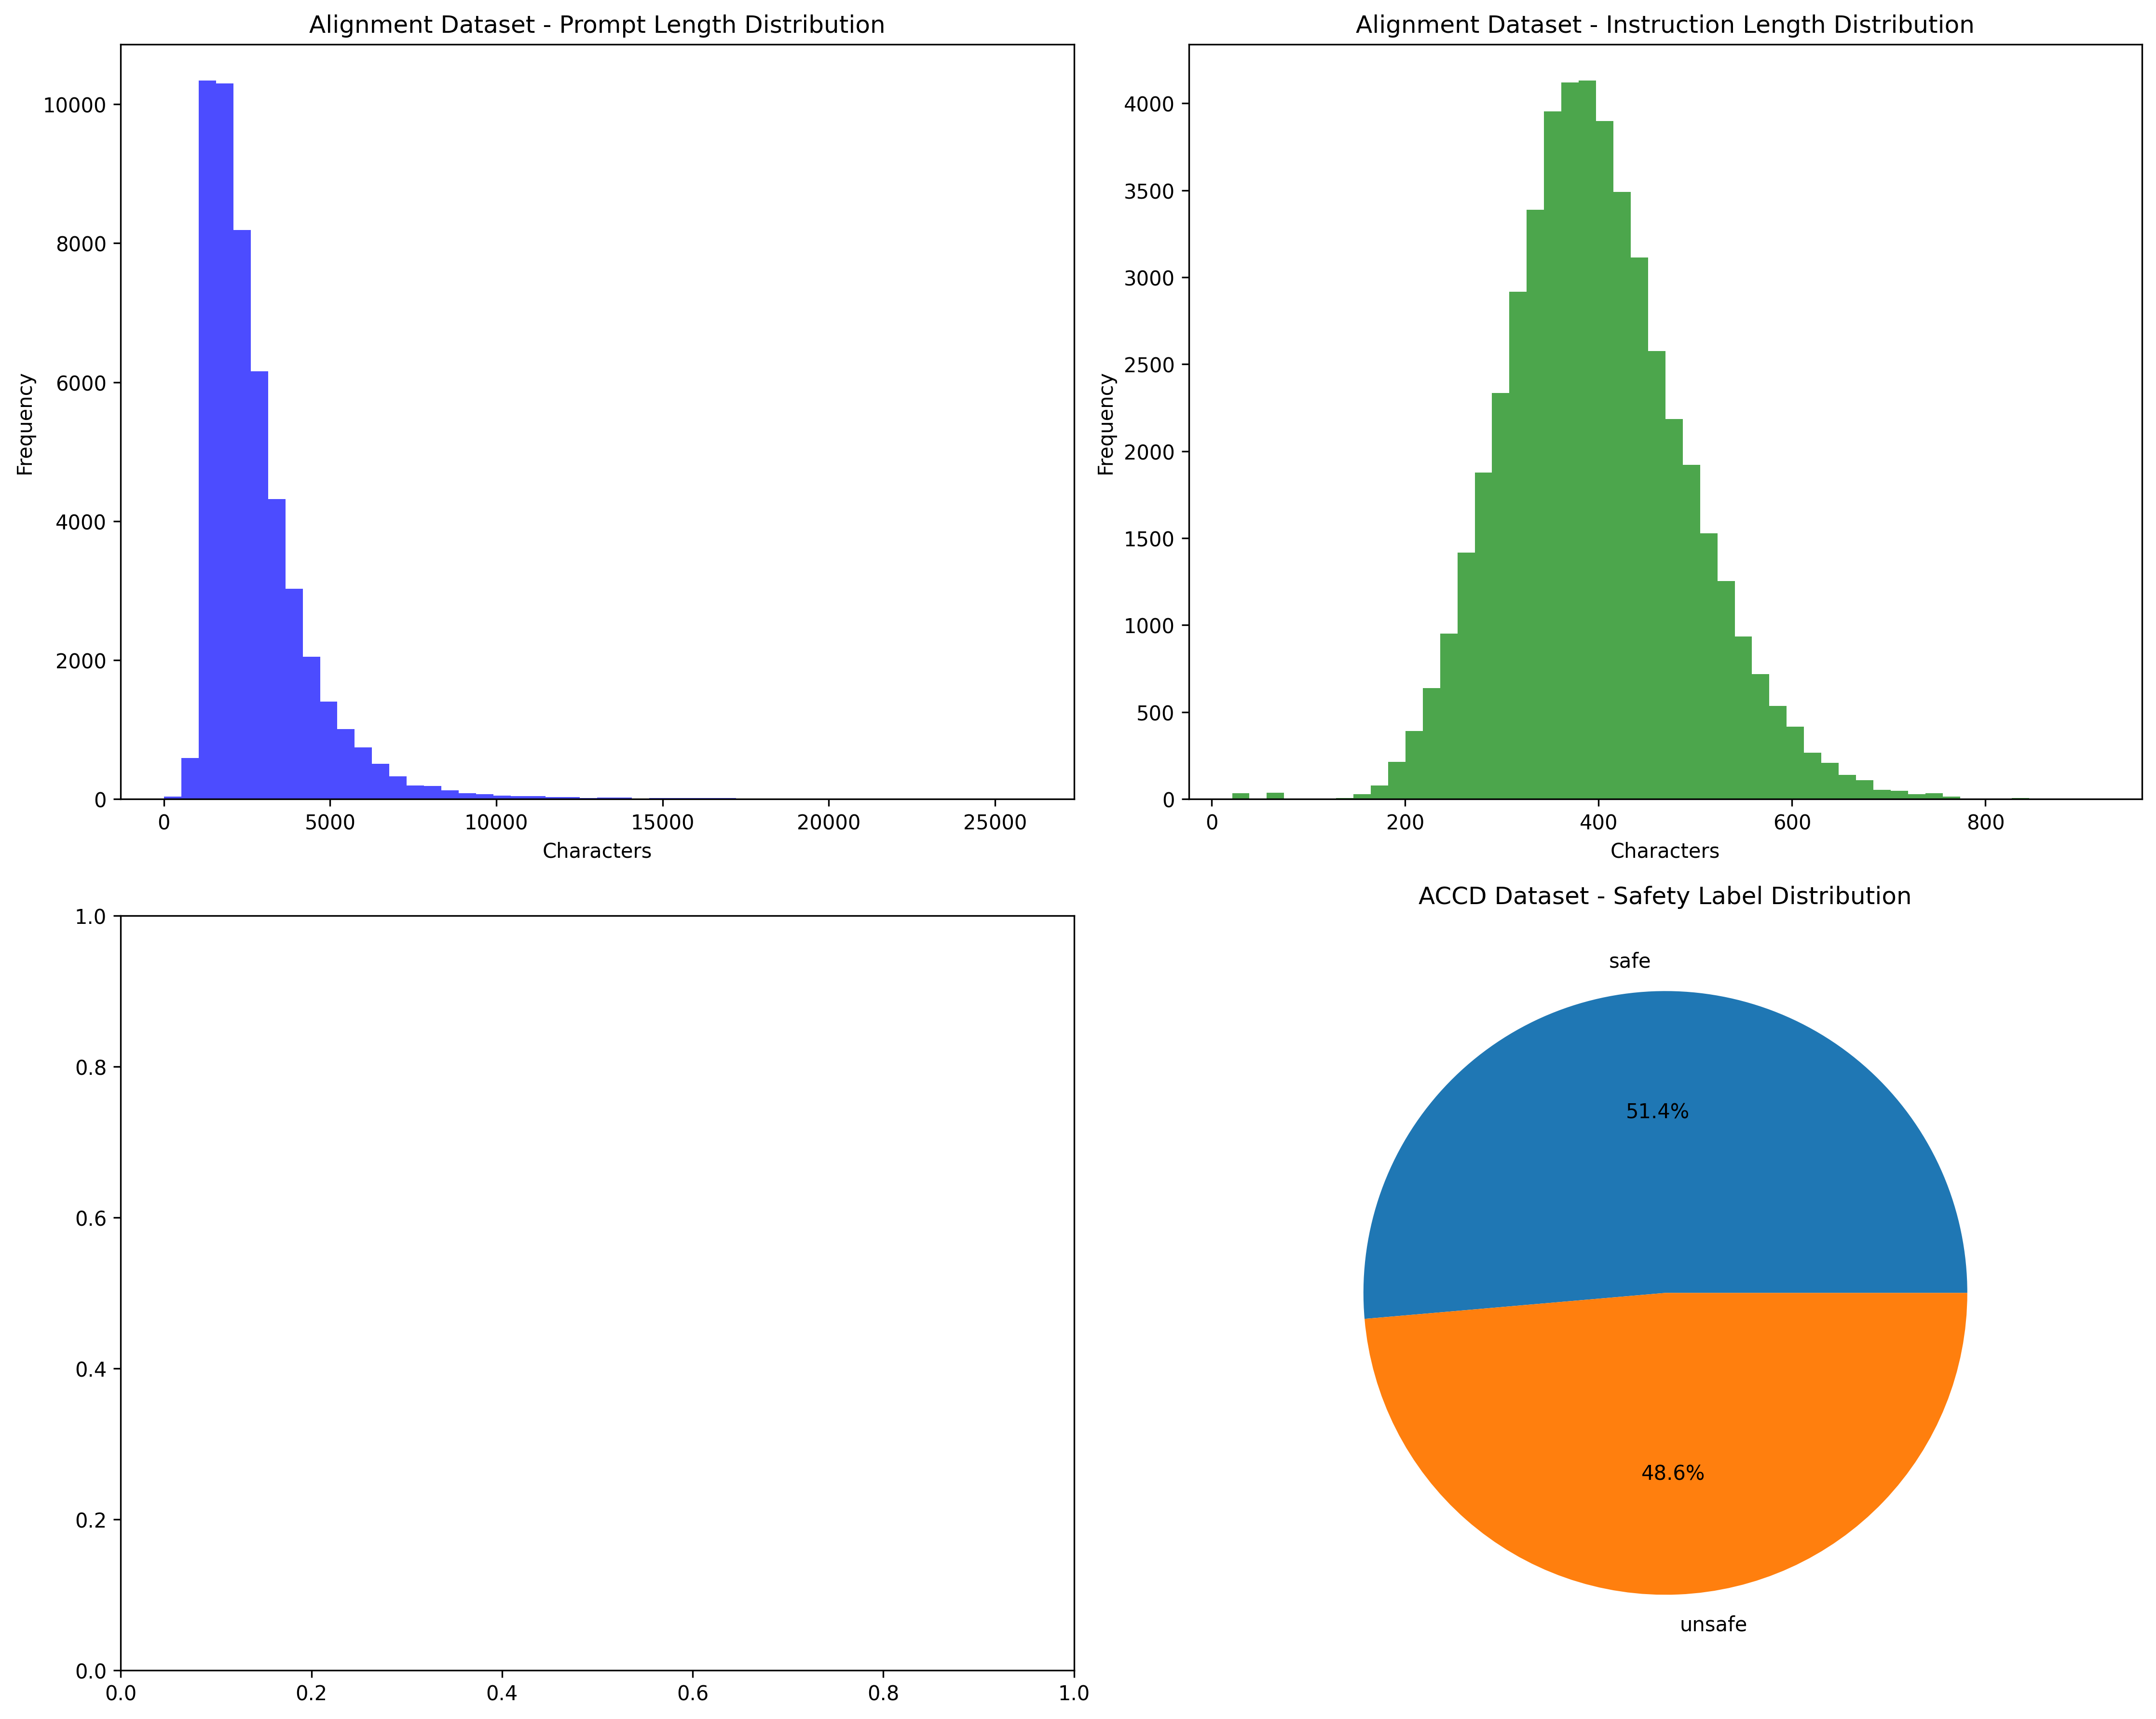 Alignment Dataset - Prompt Length Distribution
Frequency
10000
8000
6000
4000
2000
0
0 5000 10000 15000 20000 25000
Characters
Alignment Dataset - Instruction Length Distribution
Frequency
4000
3500
3000
2500
2000
1500
1000
500
0
0 200 400 600 800
Characters
1.0
0.8
0.6
0.4
0.2
0.0
0.0 0.2 0.4 0.6 0.8 1.0
ACCD Dataset - Safety Label Distribution
safe
51.4%
48.6%
unsafe